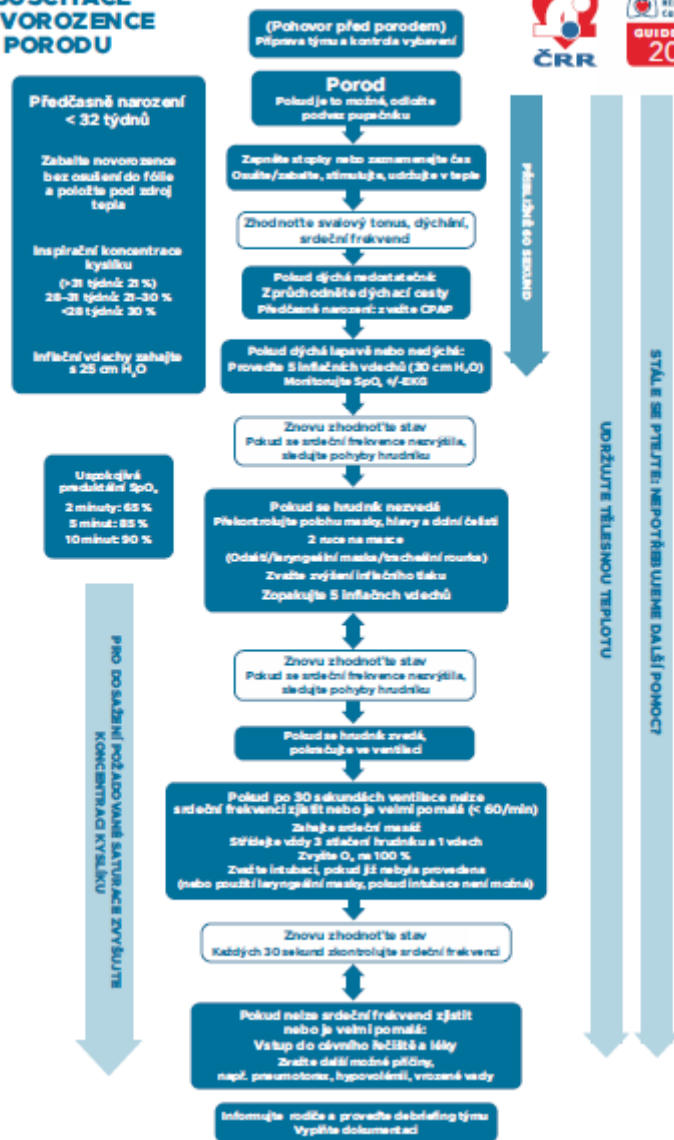 VOROZENCE
PORODU
ČRR
GUIDE
20
(Pohovor před porodem)
Příprava týmu a kontrola vybavení
Porod
Pokud je to možné, odložte
podvaz pupečníku
Zapněte stopky nebo zaznamenejte čas
Osušte/zabalte, stimulujte, udržujte v teple
Zhodnoťte svalový tonus, dýchání,
srdeční frekvenci
Pokud dýchá nedostatečně:
Zprůchodněte dýchací cesty
Předčasně narození: zvažte CPAP
Pokud dýchá lapavě nebo nedýchá:
Proveďte 5 inflačních vdechů (30 cm H₂O)
Monitorujte SpO₂ +/-EKG
Znovu zhodnoťte stav
Pokud se srdeční frekvence nezvýšila,
sledujte pohyby hrudníku
Pokud se hrudník nezvedá
Překontrolujte polohu masky, hlavy a dolní čelisti
2 ruce na masce
(Odsátí/laryngeální maska/tracheální rourka)
Zvažte zvýšení inflačního tlaku
Zopakujte 5 inflačnch vdechů
Znovu zhodnoťte stav
Pokud se srdeční frekvence nezvýšila,
sledujte pohyby hrudníku
Pokud se hrudník zvedá,
pokračujte ve ventilaci
Pokud po 30 sekundách ventilace nelze
srdeční frekvenci zjistit nebo je velmi pomalá (< 60/min)
Zahajte srdeční masáž
Střídejte vždy 3 stlačení hrudníku a 1 vdech
Zvyšte O₂ na 100 %
Zvažte intubaci, pokud již nebyla provedena
(nebo použití laryngeální masky, pokud intubace není možná)
Znovu zhodnoťte stav
Každých 30 sekund zkontrolujte srdeční frekvenci
Pokud nelze srdeční frekvenci zjistit
nebo je velmi pomalá:
Vstup do cévního řečiště a léky
Zvažte další možné příčiny,
např. pneumotorax, hypovolémii, vrozené vady
Informujte rodiče a proveďte debriefing týmu
Vyplňte dokumentaci
Předčasně narození
< 32 týdnů
Zabalte novorozence
bez osušení do fólie
a položte pod zdroj
tepla
Inspirační koncentrace
kyslíku
(>31 týdnů: 21 %)
28–31 týdnů: 21–30 %
<28 týdnů: 30 %
Inflační vdechy zahajte
s 25 cm H₂O
Uspokojivá
preduktální SpO₂
2 minuty: 65 %
5 minut: 85 %
10 minut: 90 %
PRO DOSAŽENÍ POŽADOVANÉ SATURACE ZVYŠUJTE
KONCENTRACI KYSLÍKU
PŘIBLIŽNĚ 60 SEKUND
UDRŽUJTE TĚLESNOU TEPLOTU
STÁLE SE PTEJTE: NEPOTŘEBUJEME DALŠÍ POMOC?